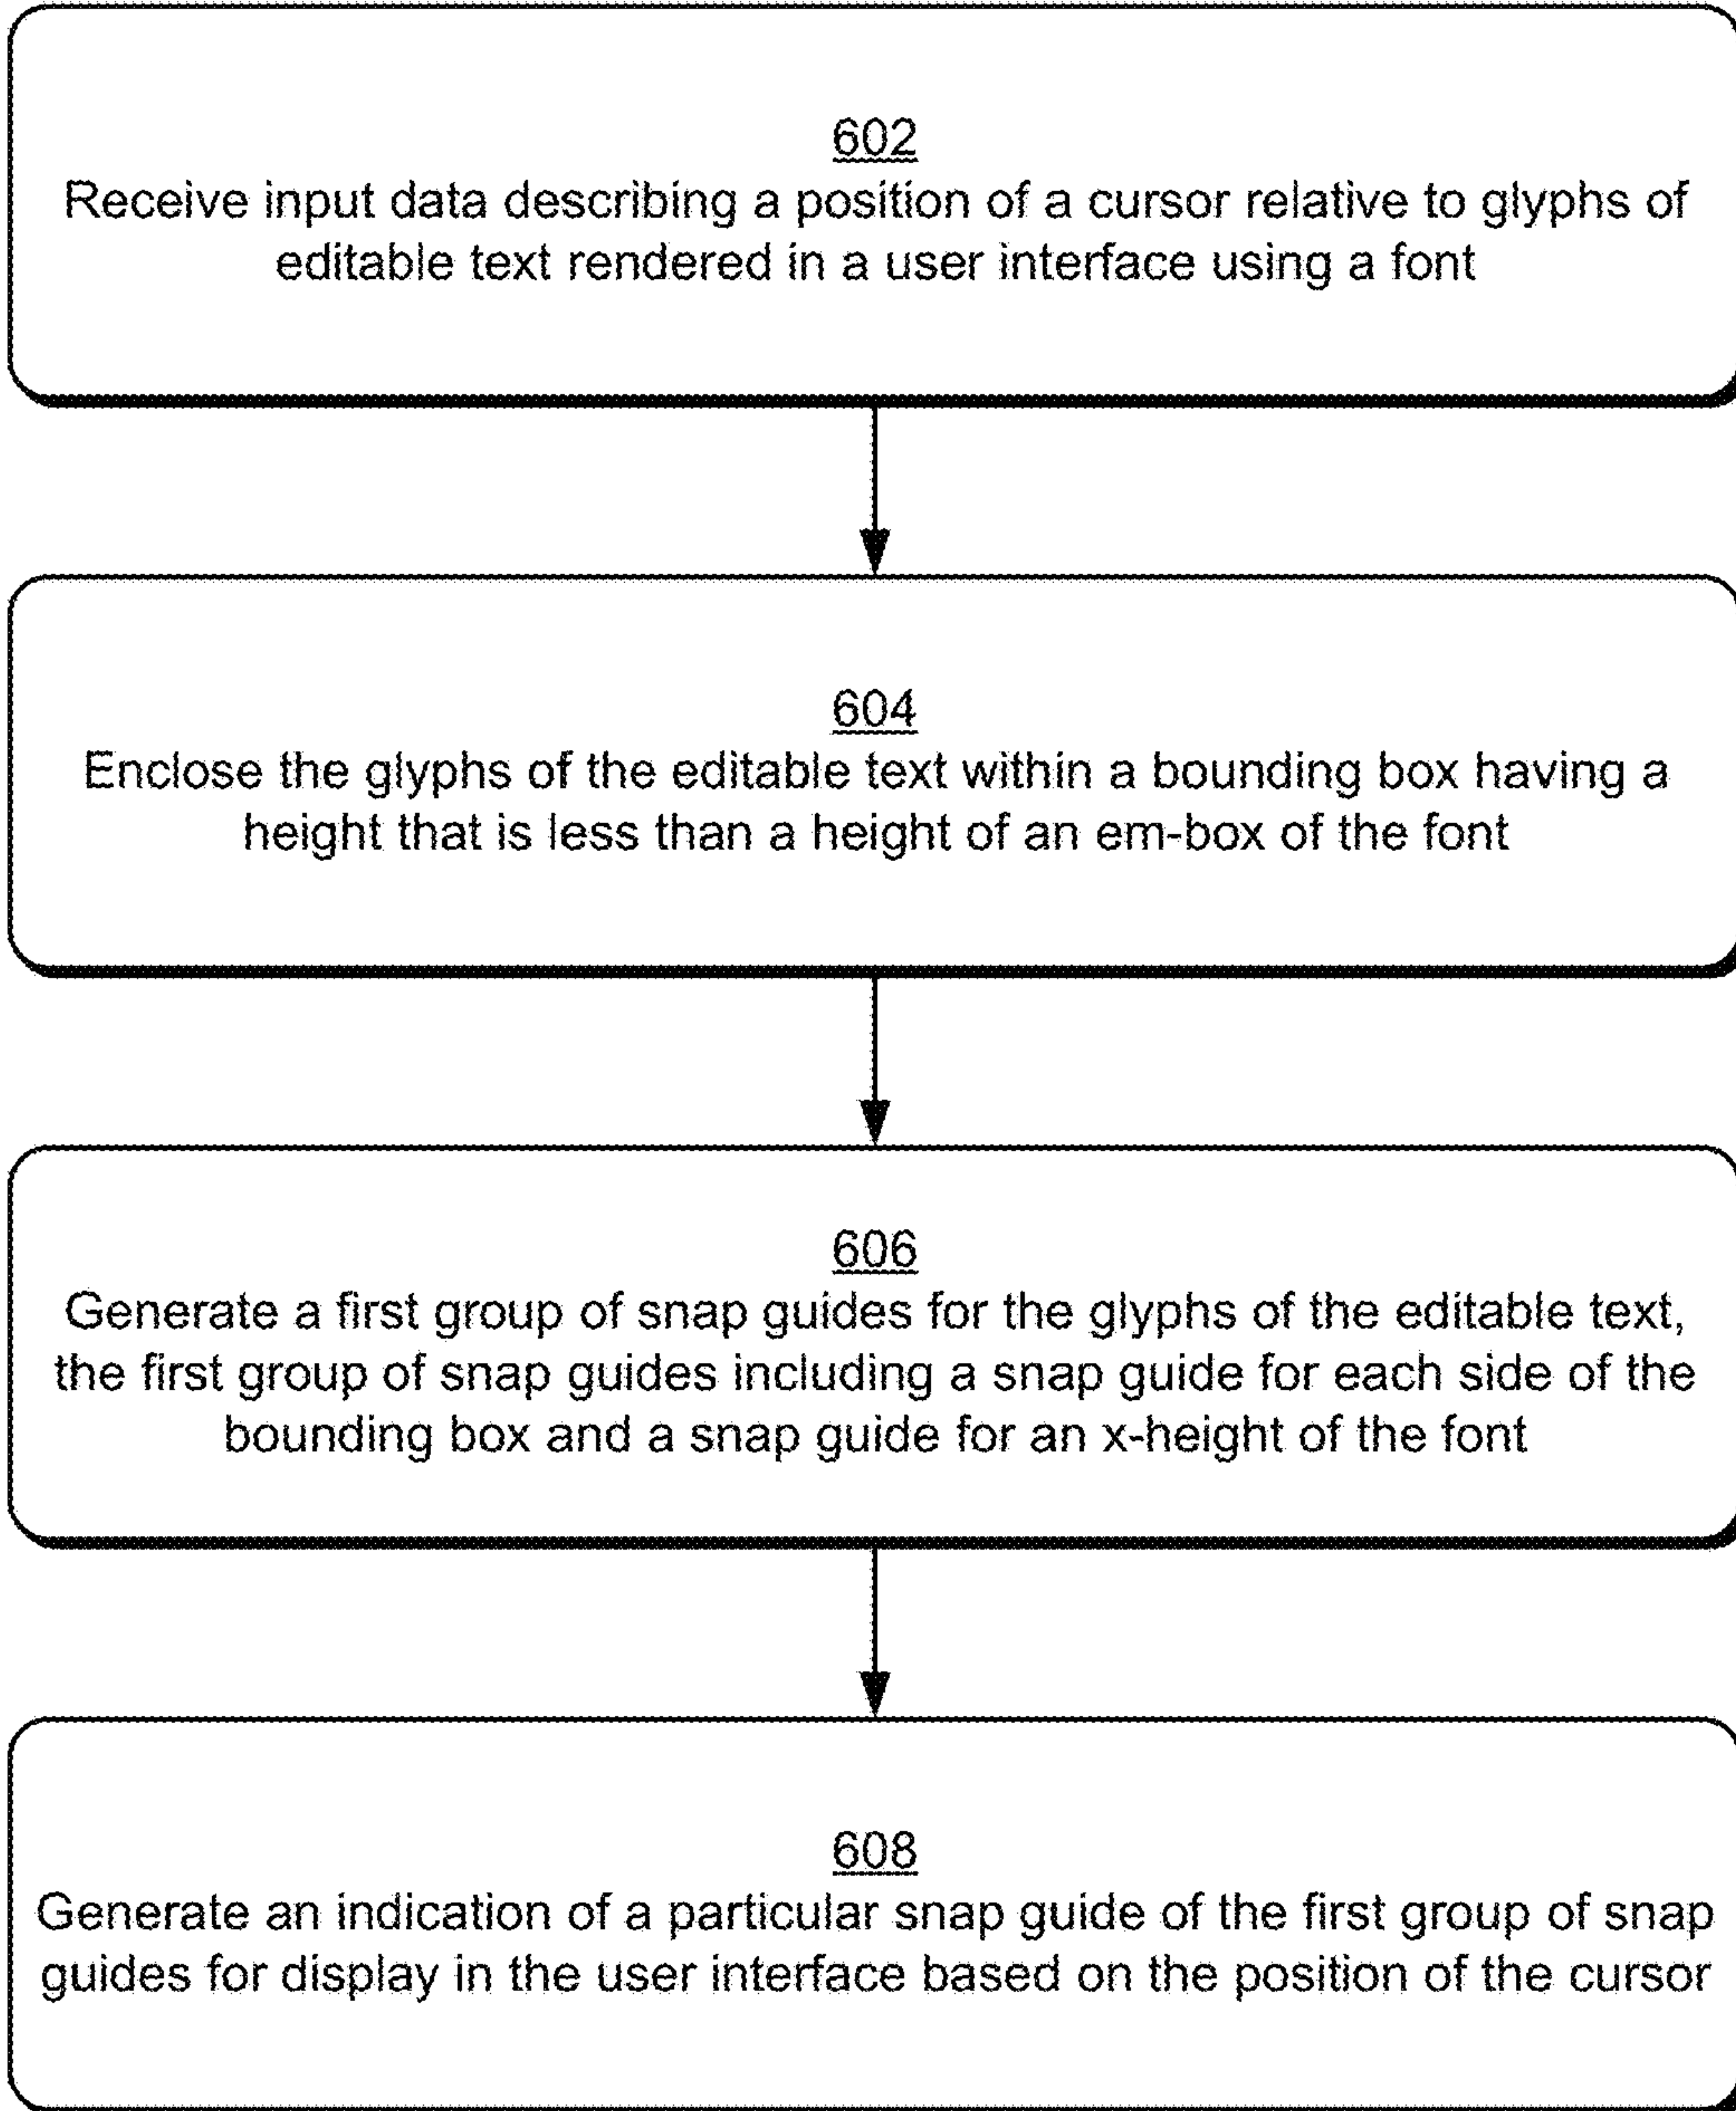 602
Receive input data describing a position of a cursor relative to glyphs of
editable text rendered in a user interface using a font
604
Enclose the glyphs of the editable text within a bounding box having a
height that is less than a height of an em-box of the font
606
Generate a first group of snap guides for the glyphs of the editable text,
the first group of snap guides including a snap guide for each side of the
bounding box and a snap guide for an x-height of the font
608
Generate an indication of a particular snap guide of the first group of snap
guides for display in the user interface based on the position of the cursor